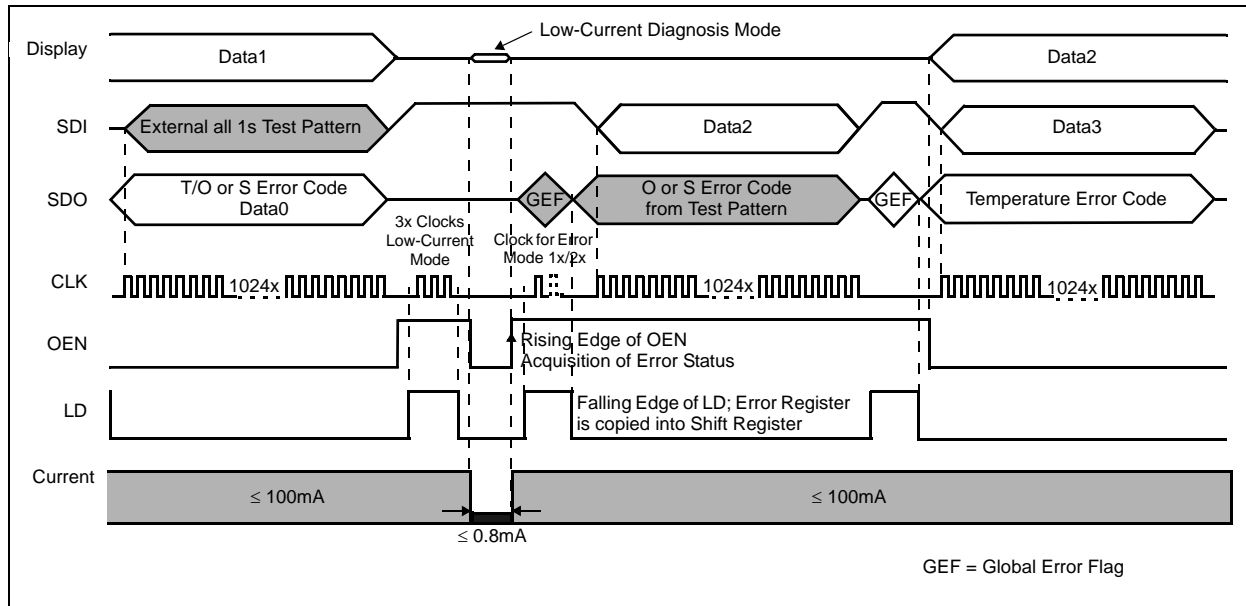 Low-Current Diagnosis Mode
Display
Data1
Data2
SDI
External all 1s Test Pattern
Data2
Data3
SDO
T/O or S Error Code
Data0
GEF
O or S Error Code
from Test Pattern
GEF
Temperature Error Code
3x Clocks
Low-Current
Mode
Clock for Error
Mode 1x/2x
CLK
1024x
1024x
1024x
OEN
Rising Edge of OEN
Acquisition of Error Status
LD
Falling Edge of LD; Error Register
is copied into Shift Register
Current
≤ 100mA
≤ 100mA
≤ 0.8mA
GEF = Global Error Flag